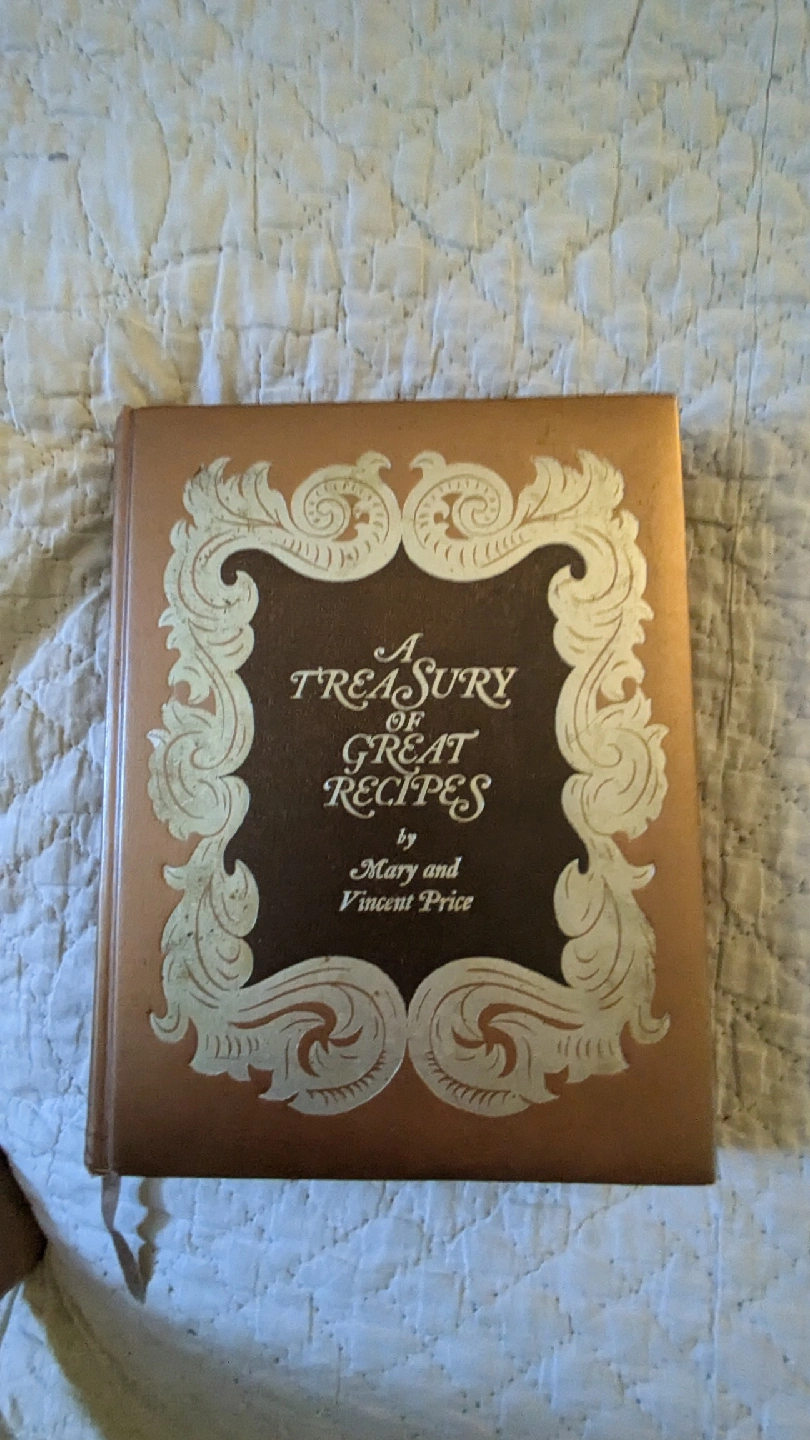 A
TREASURY
OF
GREAT
RECIPES
by
Mary and
Vincent Price